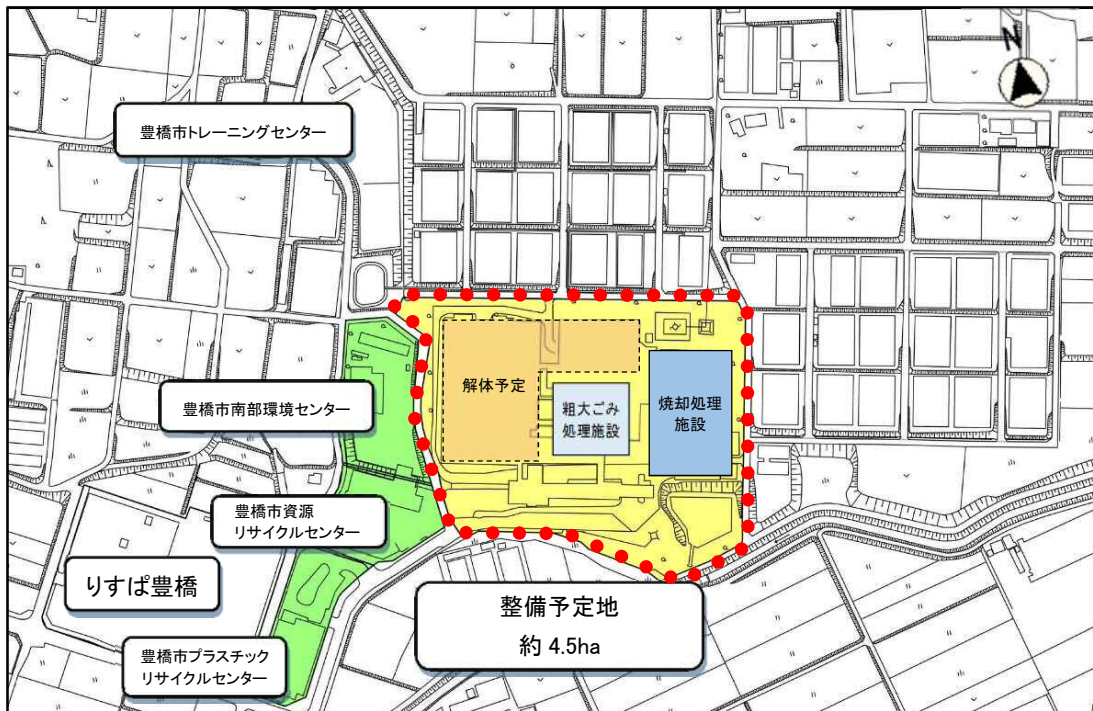 N
豊橋市トレーニングセンター
解体予定
豊橋市南部環境センター
粗大ごみ
処理施設
焼却処理
施設
豊橋市資源
リサイクルセンター
りすぱ豊橋
整備予定地
約 4.5ha
豊橋市プラスチック
リサイクルセンター